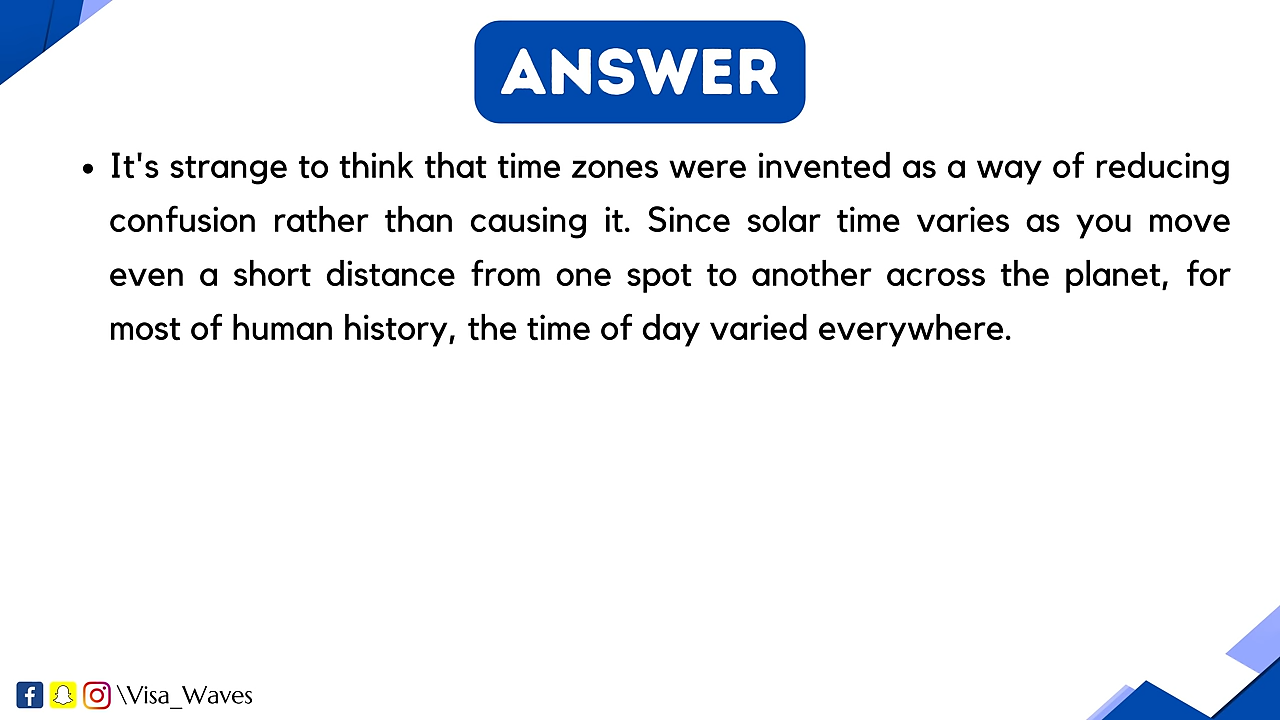 ANSWER
• It's strange to think that time zones were invented as a way of reducing
confusion rather than causing it. Since solar time varies as you move
even a short distance from one spot to another across the planet, for
most of human history, the time of day varied everywhere.
\Visa_Waves